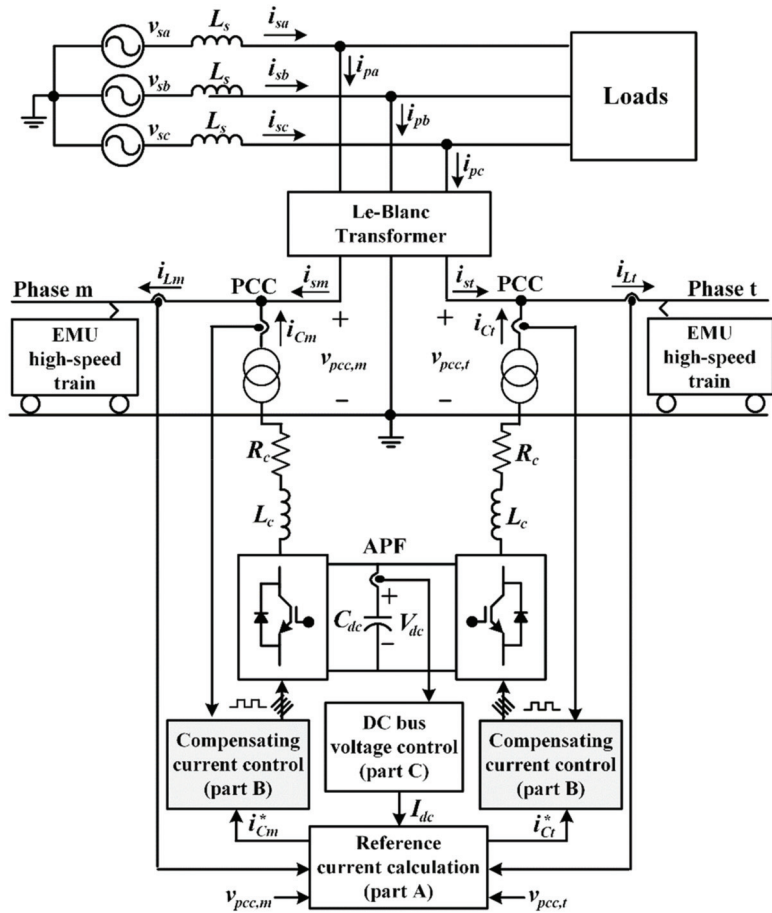 v_sa L_s i_sa
i_pa
v_sb L_s i_sb
i_pb
v_sc L_s i_sc
i_pc
Loads
Le-Blanc
Transformer
i_Lm
Phase m
PCC
i_sm
i_st
PCC
i_Lt
Phase t
EMU
high-speed
train
i_Cm
+
v_pcc,m
−
+
v_pcc,t
−
i_Ct
EMU
high-speed
train
R_c
R_c
L_c
L_c
APF
C_dc
+
−
V_dc
Compensating
current control
(part B)
DC bus
voltage control
(part C)
Compensating
current control
(part B)
i*_Cm
I_dc
i*_Ct
Reference
current calculation
(part A)
v_pcc,m
v_pcc,t